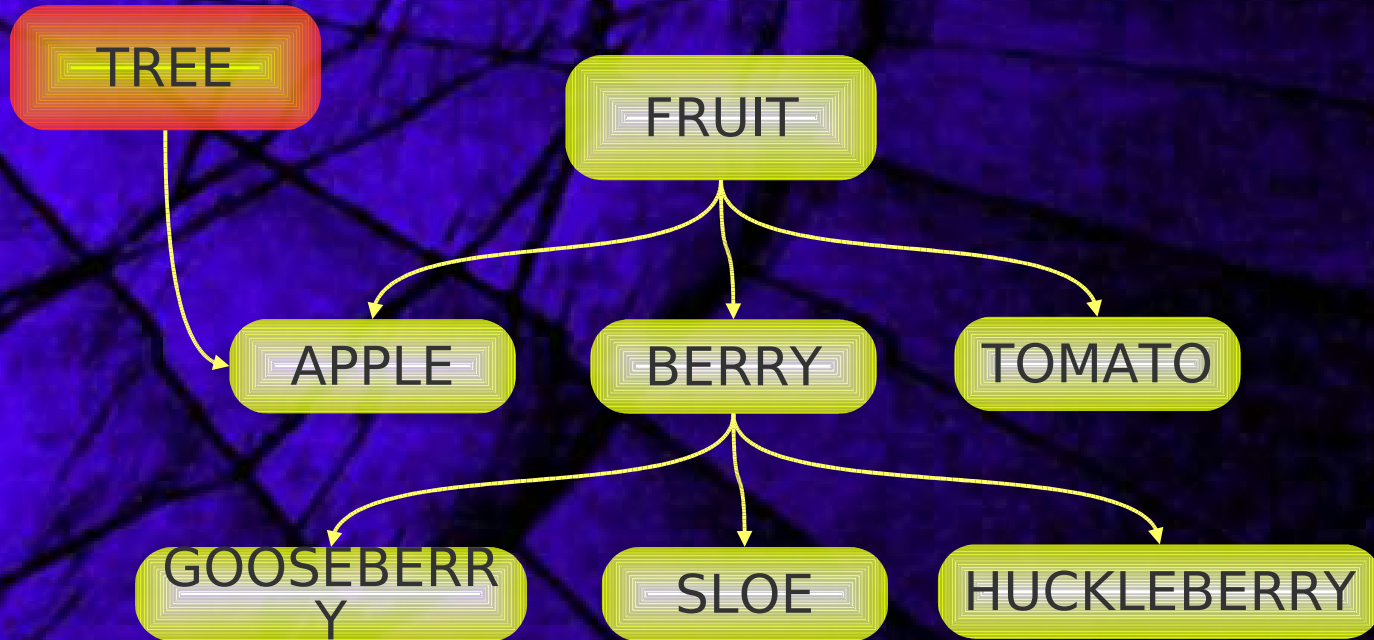 TREE
FRUIT
APPLE
BERRY
TOMATO
GOOSEBERR
Y
SLOE
HUCKLEBERRY